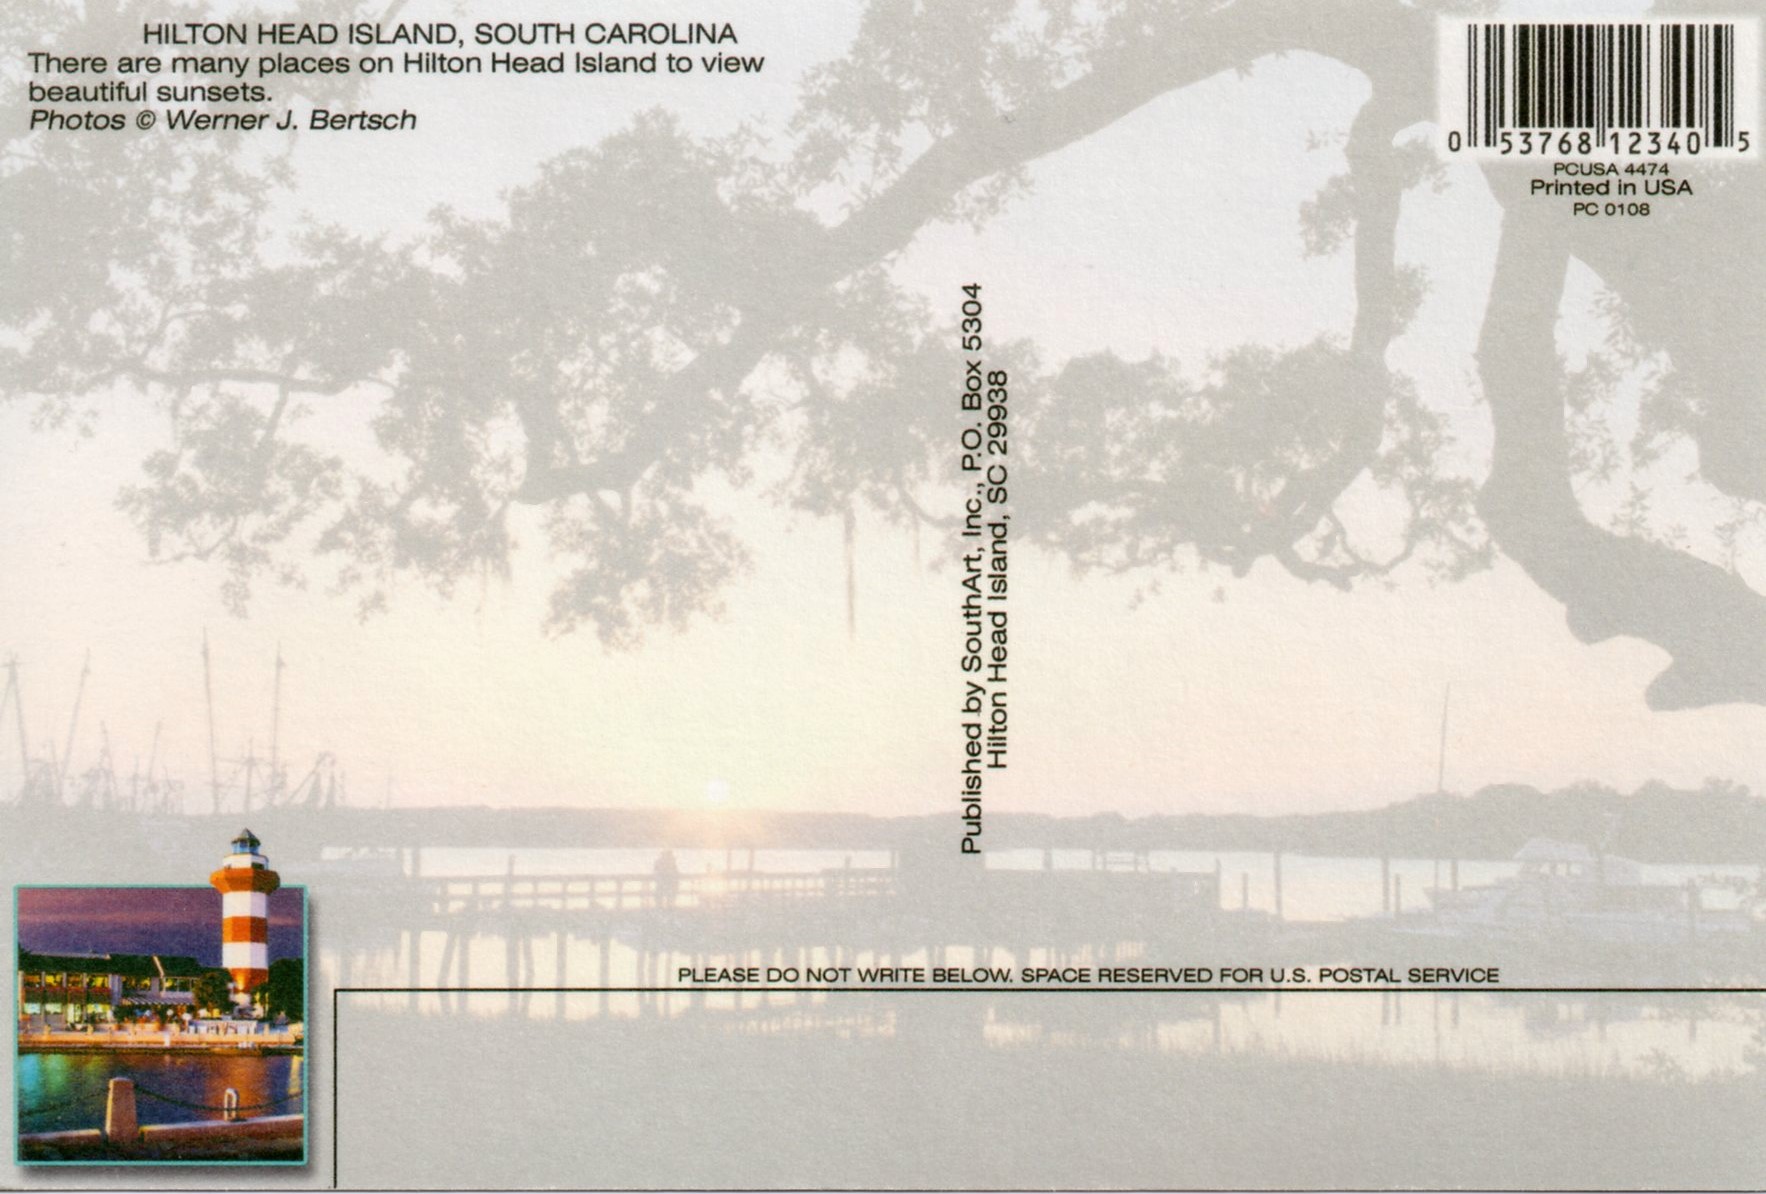 HILTON HEAD ISLAND, SOUTH CAROLINA
There are many places on Hilton Head Island to view
beautiful sunsets.
Photos © Werner J. Bertsch
0 53768 12340 5
PCUSA 4474
Printed in USA
PC 0108
Published by SouthArt, Inc., P.O. Box 5304
Hilton Head Island, SC 29938
PLEASE DO NOT WRITE BELOW. SPACE RESERVED FOR U.S. POSTAL SERVICE